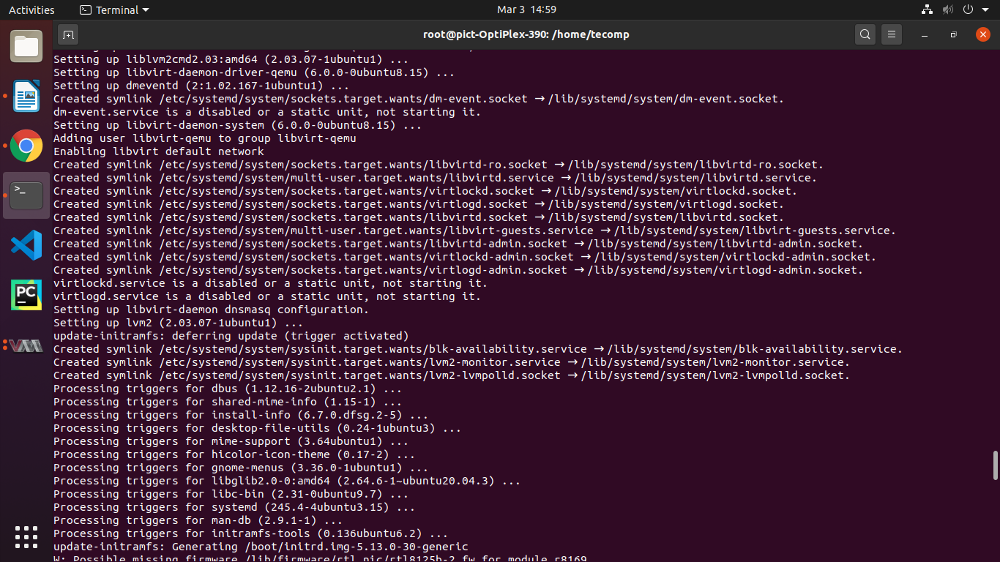 Activities
Terminal
Mar 3 14:59
root@pict-OptiPlex-390: /home/tecomp
Setting up liblvm2cmd2.03:amd64 (2.03.07-1ubuntu1) ...
Setting up libvirt-daemon-driver-qemu (6.0.0-0ubuntu8.15) ...
Setting up dmeventd (2:1.02.167-1ubuntu1) ...
Created symlink /etc/systemd/system/sockets.target.wants/dm-event.socket → /lib/systemd/system/dm-event.socket.
dm-event.service is a disabled or a static unit, not starting it.
Setting up libvirt-daemon-system (6.0.0-0ubuntu8.15) ...
Adding user libvirt-qemu to group libvirt-qemu
Enabling libvirt default network
Created symlink /etc/systemd/system/sockets.target.wants/libvirtd-ro.socket → /lib/systemd/system/libvirtd-ro.socket.
Created symlink /etc/systemd/system/multi-user.target.wants/libvirtd.service → /lib/systemd/system/libvirtd.service.
Created symlink /etc/systemd/system/sockets.target.wants/virtlockd.socket → /lib/systemd/system/virtlockd.socket.
Created symlink /etc/systemd/system/sockets.target.wants/virtlogd.socket → /lib/systemd/system/virtlogd.socket.
Created symlink /etc/systemd/system/sockets.target.wants/libvirtd.socket → /lib/systemd/system/libvirtd.socket.
Created symlink /etc/systemd/system/multi-user.target.wants/libvirt-guests.service → /lib/systemd/system/libvirt-guests.service.
Created symlink /etc/systemd/system/sockets.target.wants/libvirtd-admin.socket → /lib/systemd/system/libvirtd-admin.socket.
Created symlink /etc/systemd/system/sockets.target.wants/virtlockd-admin.socket → /lib/systemd/system/virtlockd-admin.socket.
Created symlink /etc/systemd/system/sockets.target.wants/virtlogd-admin.socket → /lib/systemd/system/virtlogd-admin.socket.
virtlockd.service is a disabled or a static unit, not starting it.
virtlogd.service is a disabled or a static unit, not starting it.
Setting up libvirt-daemon dnsmasq configuration.
Setting up lvm2 (2.03.07-1ubuntu1) ...
update-initramfs: deferring update (trigger activated)
Created symlink /etc/systemd/system/sysinit.target.wants/blk-availability.service → /lib/systemd/system/blk-availability.service.
Created symlink /etc/systemd/system/sysinit.target.wants/lvm2-monitor.service → /lib/systemd/system/lvm2-monitor.service.
Created symlink /etc/systemd/system/sysinit.target.wants/lvm2-lvmpolld.socket → /lib/systemd/system/lvm2-lvmpolld.socket.
Processing triggers for dbus (1.12.16-2ubuntu2.1) ...
Processing triggers for shared-mime-info (1.15-1) ...
Processing triggers for install-info (6.7.0.dfsg.2-5) ...
Processing triggers for desktop-file-utils (0.24-1ubuntu3) ...
Processing triggers for mime-support (3.64ubuntu1) ...
Processing triggers for hicolor-icon-theme (0.17-2) ...
Processing triggers for gnome-menus (3.36.0-1ubuntu1) ...
Processing triggers for libglib2.0-0:amd64 (2.64.6-1~ubuntu20.04.3) ...
Processing triggers for libc-bin (2.31-0ubuntu9.7) ...
Processing triggers for systemd (245.4-4ubuntu3.15) ...
Processing triggers for man-db (2.9.1-1) ...
Processing triggers for initramfs-tools (0.136ubuntu6.2) ...
update-initramfs: Generating /boot/initrd.img-5.13.0-30-generic
W: Possible missing firmware /lib/firmware/rtl_nic/rtl8125b-2.fw for module r8169
PC
VMM